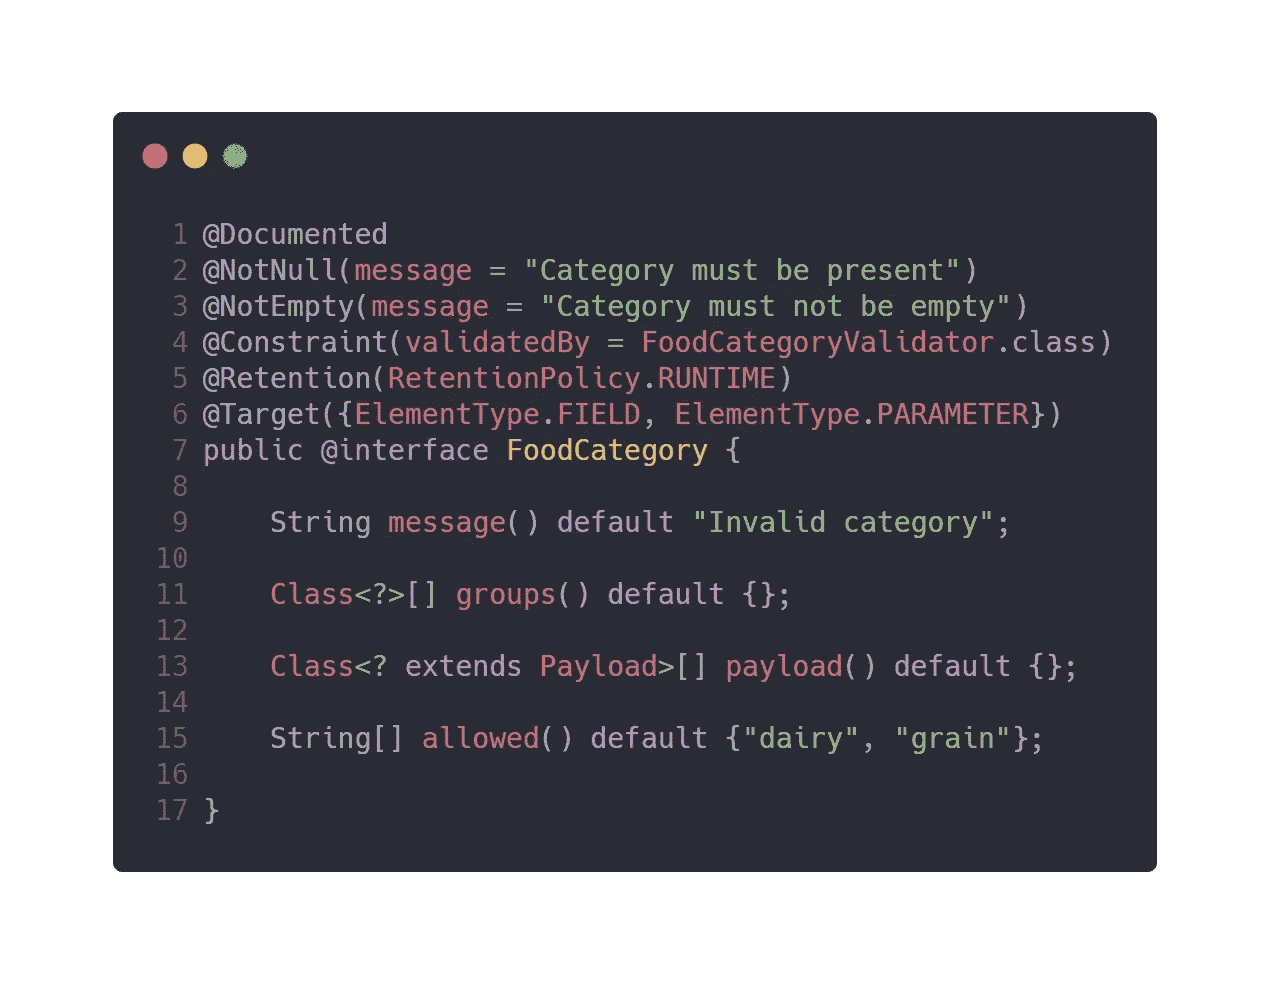 1 @Documented
2 @NotNull(message = "Category must be present")
3 @NotEmpty(message = "Category must not be empty")
4 @Constraint(validatedBy = FoodCategoryValidator.class)
5 @Retention(RetentionPolicy.RUNTIME)
6 @Target({ElementType.FIELD, ElementType.PARAMETER})
7 public @interface FoodCategory {
8
9     String message() default "Invalid category";
10
11     Class<?>[] groups() default {};
12
13     Class<? extends Payload>[] payload() default {};
14
15     String[] allowed() default {"dairy", "grain"};
16
17 }